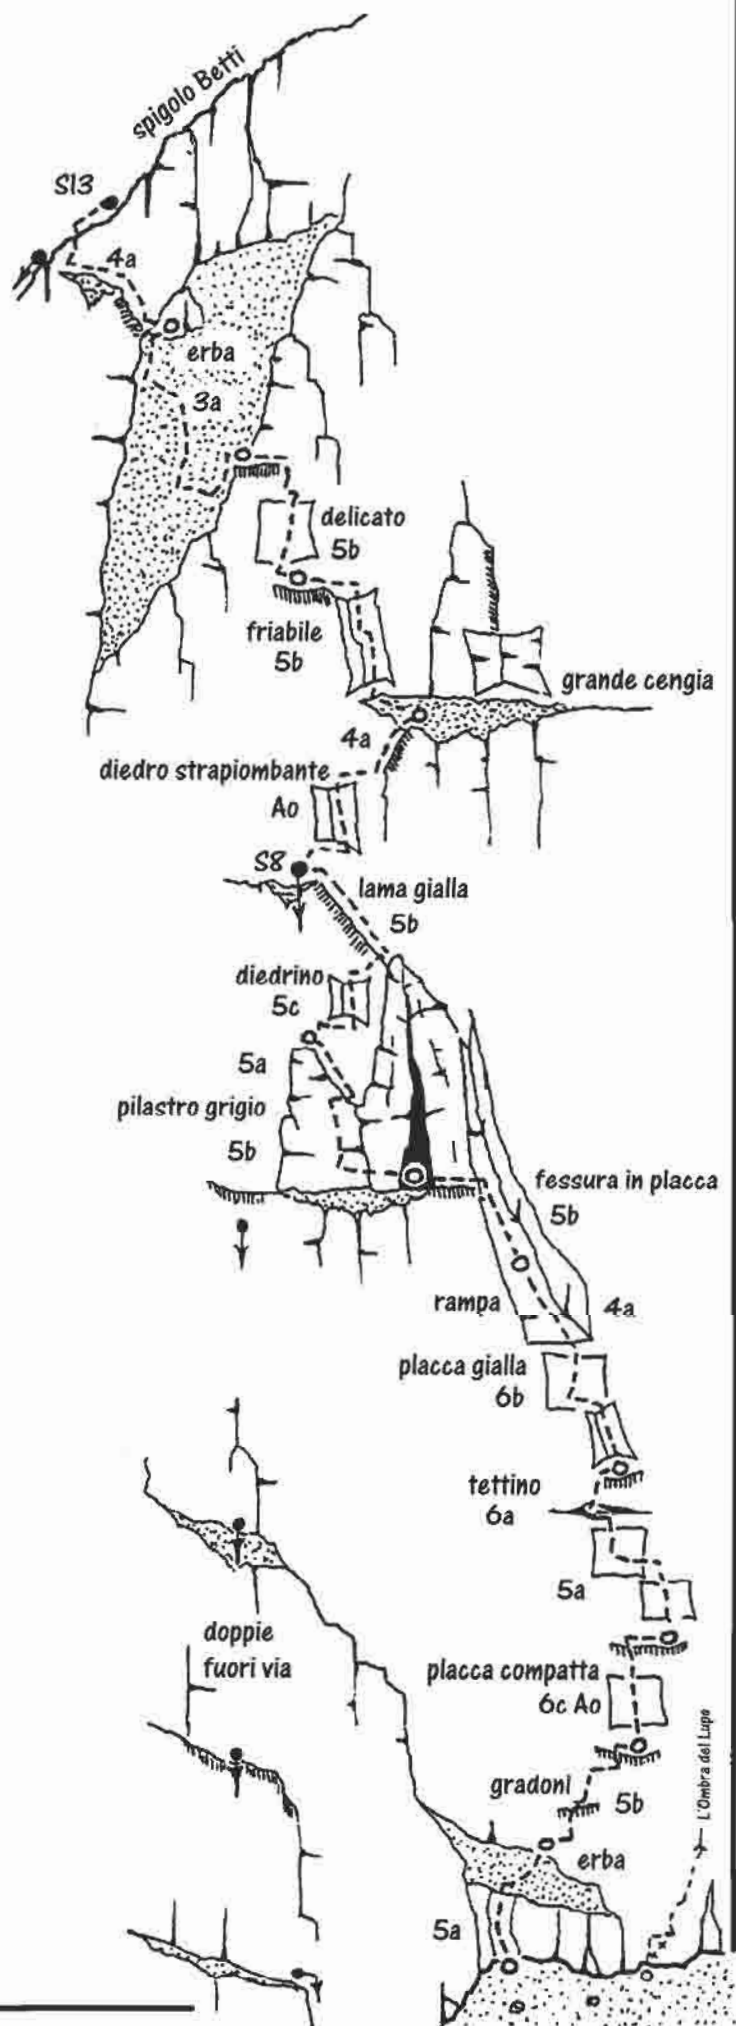 spigolo Betti
S13
4a
erba
3a
delicato
5b
friabile
5b
grande cengia
4a
diedro strapiombante
Ao
S8
lama gialla
5b
diedrino
5c
5a
pilastro grigio
5b
fessura in placca
5b
rampa
4a
placca gialla
6b
tettino
6a
5a
doppie
fuori via
placca compatta
6c Ao
L'Ombra del Lupo
gradoni
5b
erba
5a